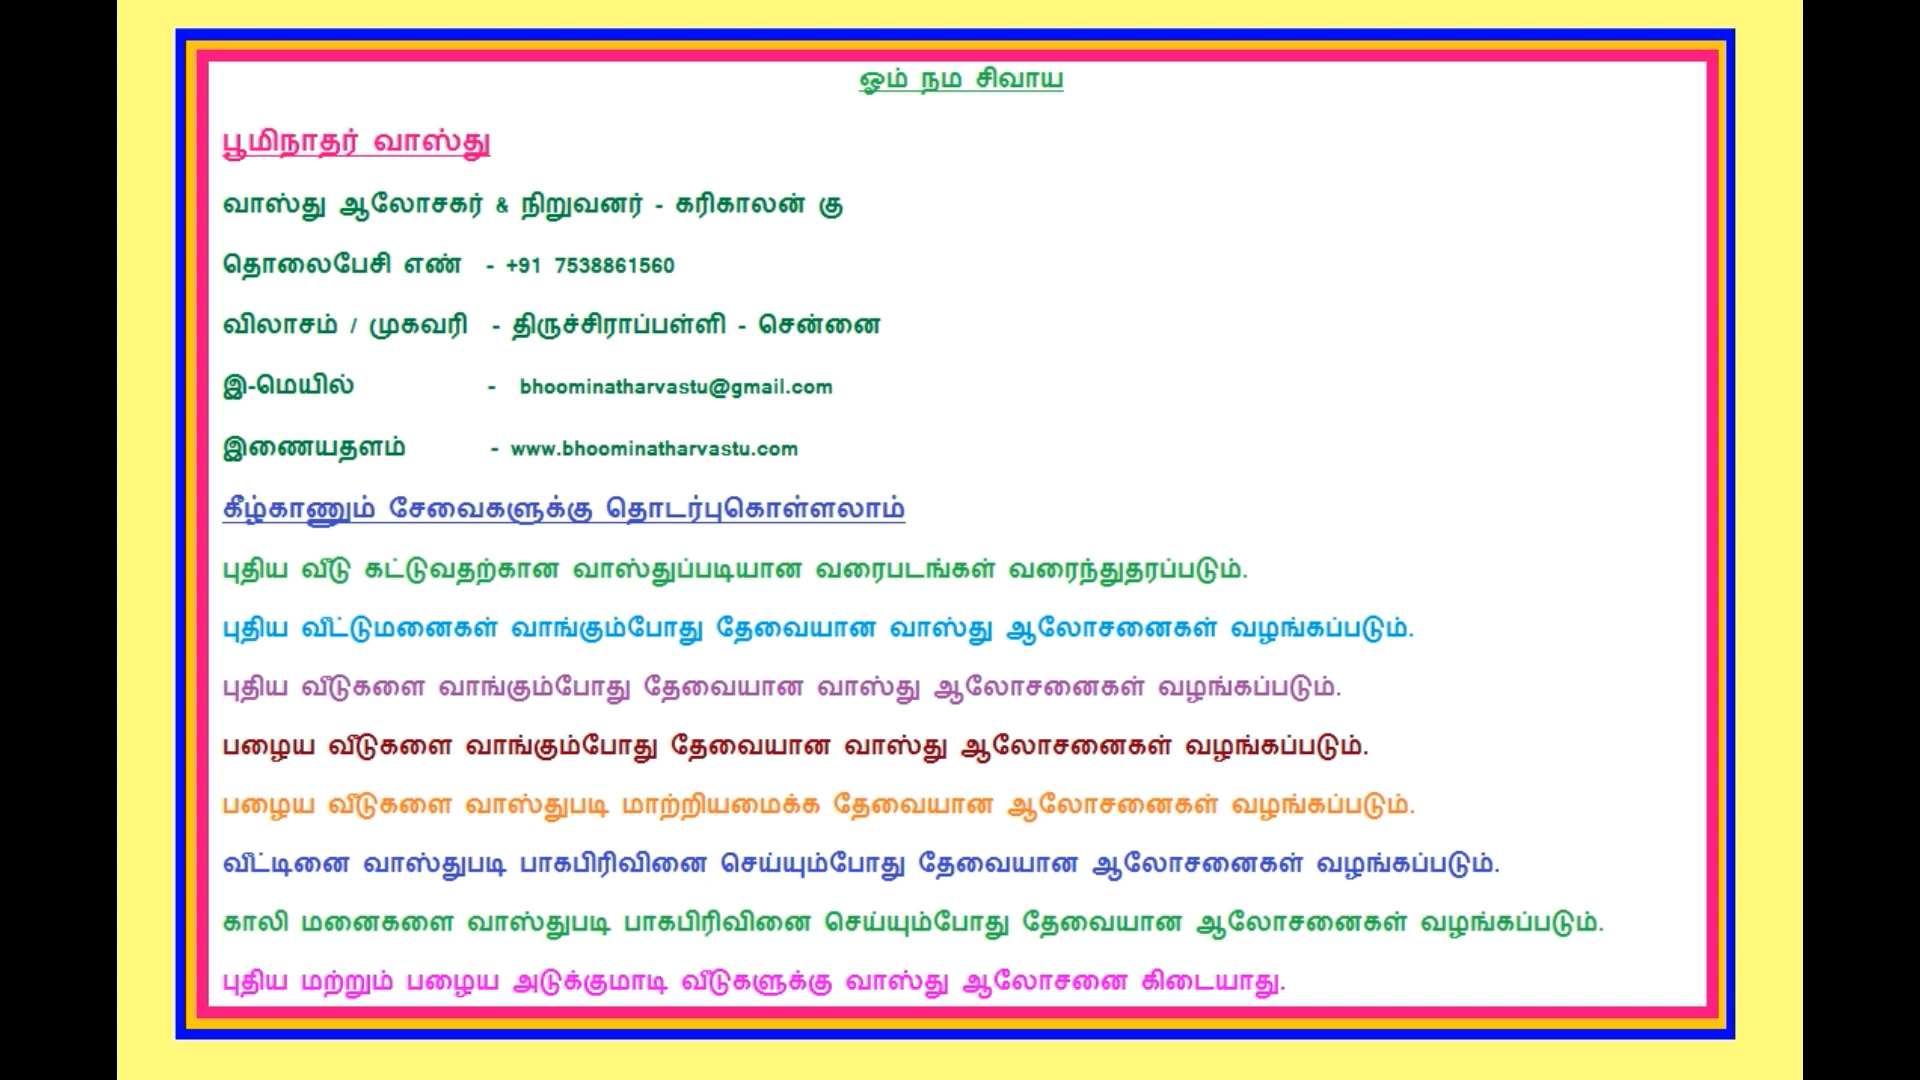 ஓம் நம சிவாய
பூமிநாதர் வாஸ்து
வாஸ்து ஆலோசகர் & நிறுவனர் - கரிகாலன் கு
தொலைபேசி எண் - +91 7538861560
விலாசம் / முகவரி - திருச்சிராப்பள்ளி - சென்னை
இ-மெயில் - bhoominatharvastu@gmail.com
இணையதளம் - www.bhoominatharvastu.com
கீழ்காணும் சேவைகளுக்கு தொடர்புகொள்ளலாம்
புதிய வீடு கட்டுவதற்கான வாஸ்துப்படியான வரைபடங்கள் வரைந்துதரப்படும்.
புதிய வீட்டுமனைகள் வாங்கும்போது தேவையான வாஸ்து ஆலோசனைகள் வழங்கப்படும்.
புதிய வீடுகளை வாங்கும்போது தேவையான வாஸ்து ஆலோசனைகள் வழங்கப்படும்.
பழைய வீடுகளை வாங்கும்போது தேவையான வாஸ்து ஆலோசனைகள் வழங்கப்படும்.
பழைய வீடுகளை வாஸ்துபடி மாற்றியமைக்க தேவையான ஆலோசனைகள் வழங்கப்படும்.
வீட்டினை வாஸ்துபடி பாகபிரிவினை செய்யும்போது தேவையான ஆலோசனைகள் வழங்கப்படும்.
காலி மனைகளை வாஸ்துபடி பாகபிரிவினை செய்யும்போது தேவையான ஆலோசனைகள் வழங்கப்படும்.
புதிய மற்றும் பழைய அடுக்குமாடி வீடுகளுக்கு வாஸ்து ஆலோசனை கிடையாது.